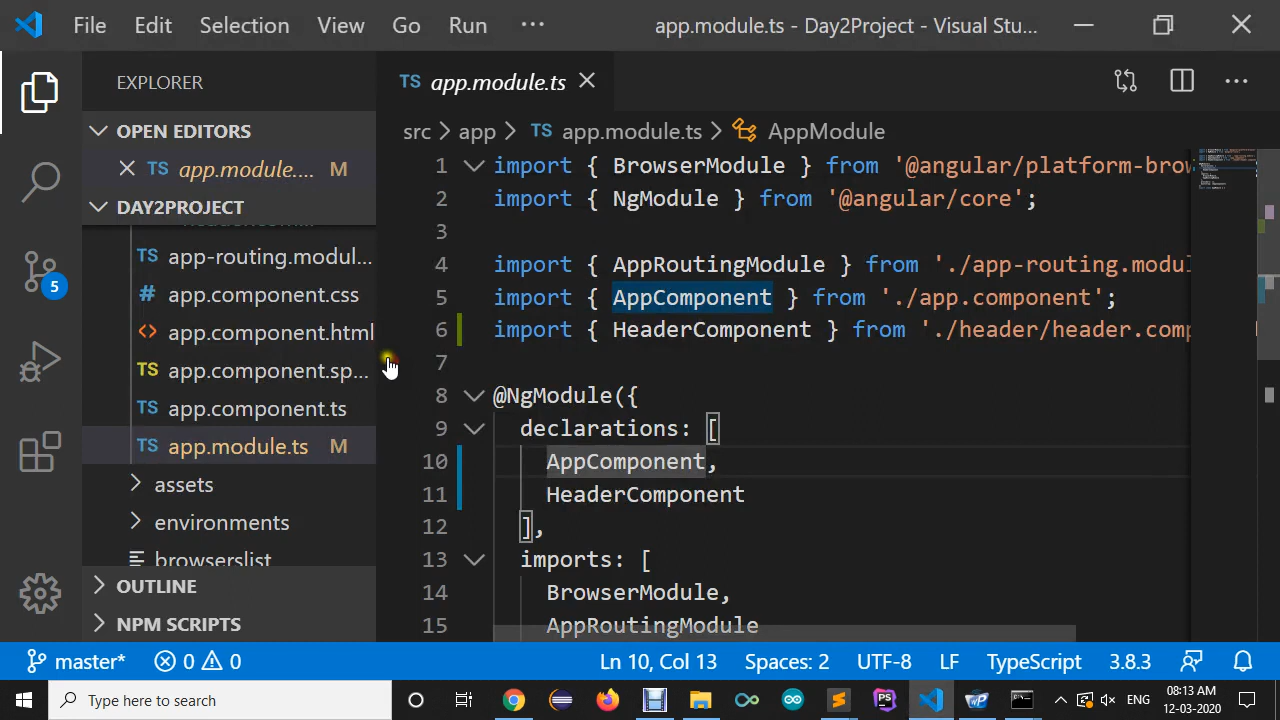 File Edit Selection View Go Run ··· app.module.ts - Day2Project - Visual Stu...
EXPLORER
OPEN EDITORS
TS app.module.... M
DAY2PROJECT
TS app-routing.modul...
# app.component.css
<> app.component.html
TS app.component.sp...
TS app.component.ts
TS app.module.ts M
assets
environments
browserslist
OUTLINE
NPM SCRIPTS
5
TS app.module.ts
src > app > TS app.module.ts > AppModule
1 import { BrowserModule } from '@angular/platform-brow
2 import { NgModule } from '@angular/core';
3
4 import { AppRoutingModule } from './app-routing.modul
5 import { AppComponent } from './app.component';
6 import { HeaderComponent } from './header/header.comp
7
8 @NgModule({
9 declarations: [
10 AppComponent,
11 HeaderComponent
12 ],
13 imports: [
14 BrowserModule,
15 AppRoutingModule
master* 0 0 Ln 10, Col 13 Spaces: 2 UTF-8 LF TypeScript 3.8.3
Type here to search ENG 08:13 AM
12-03-2020